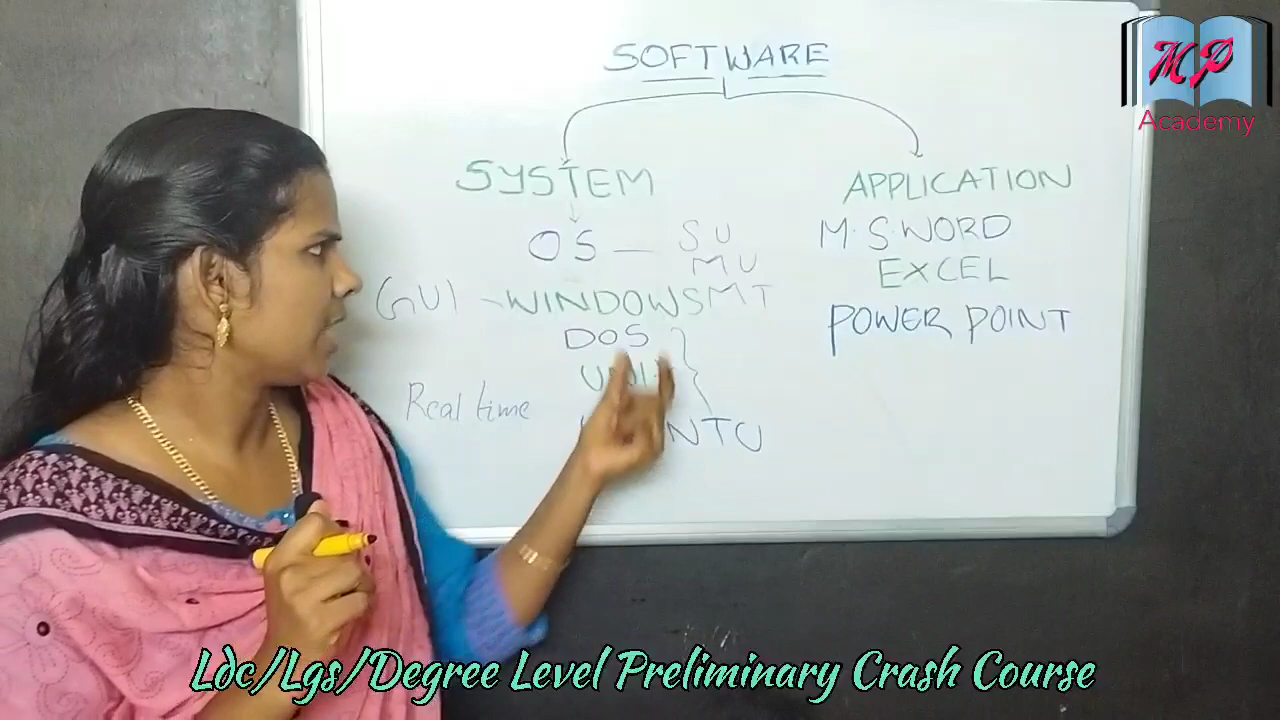 SOFTWARE
MP
Academy
SYSTEM
APPLICATION
OS — SU
MU
M.S.WORD
EXCEL
GUI - WINDOWS MT
POWER POINT
DOS
Real time
Ldc/Lgs/Degree Level Preliminary Crash Course